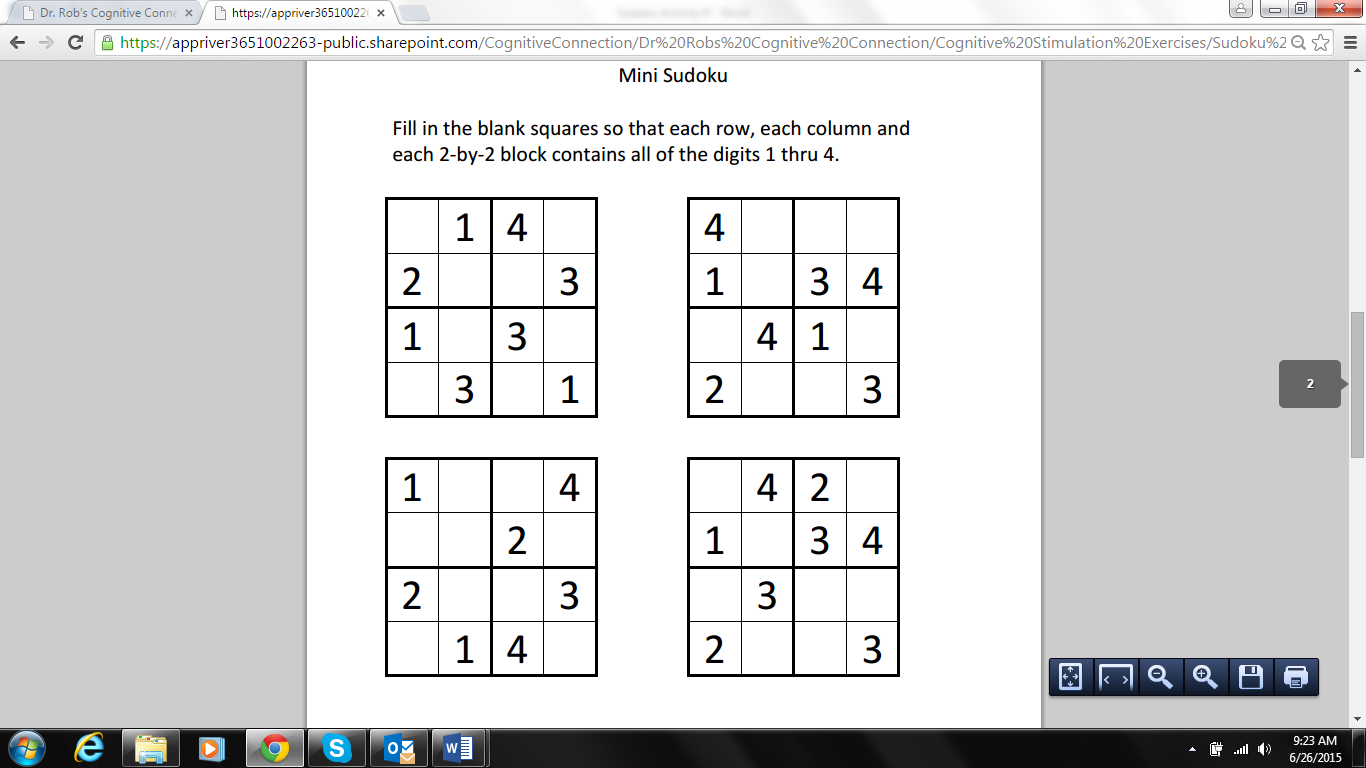 Dr. Rob's Cognitive Conne
https://appriver365100226
https://appriver3651002263-public.sharepoint.com/CognitiveConnection/Dr%20Robs%20Cognitive%20Connection/Cognitive%20Stimulation%20Exercises/Sudoku%2
Mini Sudoku
Fill in the blank squares so that each row, each column and
each 2-by-2 block contains all of the digits 1 thru 4.
1 4
2 3
1 3
3 1
4
1 3 4
4 1
2 3
1 4
2
2 3
1 4
4 2
1 3 4
3
2 3
2
9:23 AM
6/26/2015